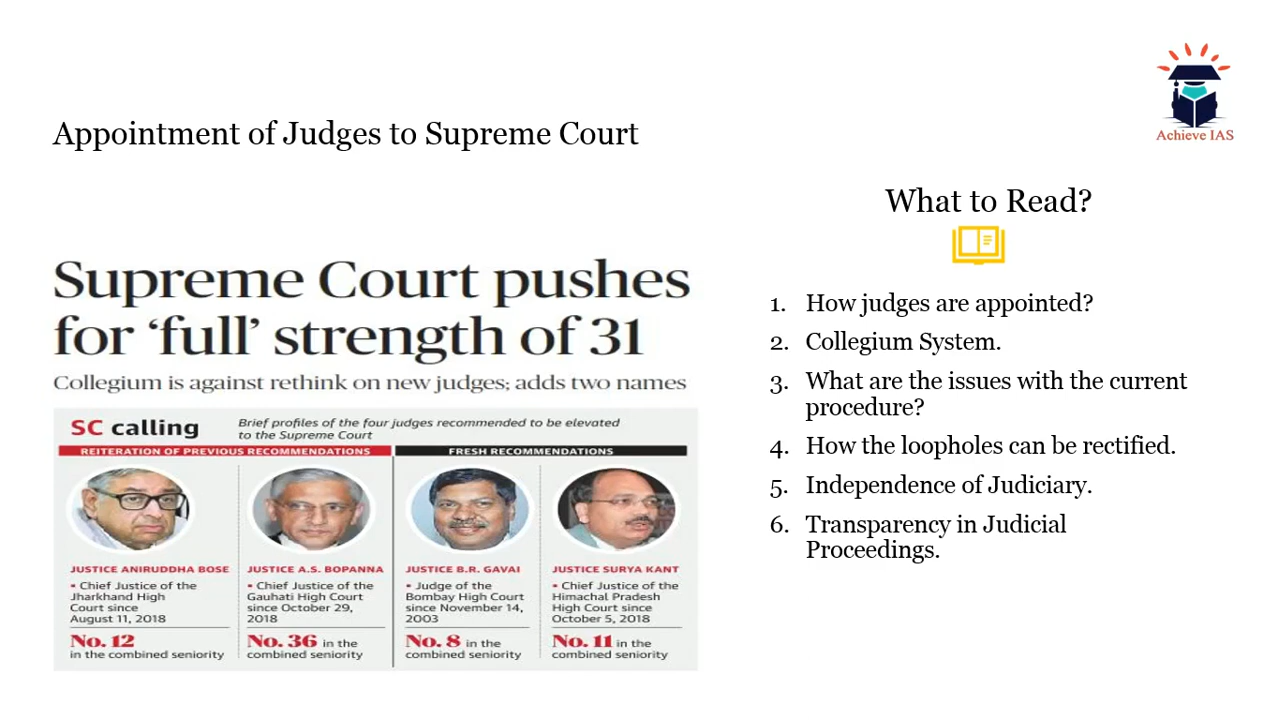 Achieve IAS
Appointment of Judges to Supreme Court
Supreme Court pushes
for ‘full’ strength of 31
Collegium is against rethink on new judges; adds two names
SC calling
Brief profiles of the four judges recommended to be elevated
to the Supreme Court
REITERATION OF PREVIOUS RECOMMENDATIONS
FRESH RECOMMENDATIONS
JUSTICE ANIRUDDHA BOSE
▪ Chief Justice of the
Jharkhand High
Court since
August 11, 2018
No. 12
in the combined seniority
JUSTICE A.S. BOPANNA
▪ Chief Justice of the
Gauhati High Court
since October 29,
2018
No. 36 in the
combined seniority
JUSTICE B.R. GAVAI
▪ Judge of the
Bombay High Court
since November 14,
2003
No. 8 in the
combined seniority
JUSTICE SURYA KANT
▪ Chief Justice of the
Himachal Pradesh
High Court since
October 5, 2018
No. 11 in the
combined seniority
What to Read?
1. How judges are appointed?
2. Collegium System.
3. What are the issues with the current
procedure?
4. How the loopholes can be rectified.
5. Independence of Judiciary.
6. Transparency in Judicial
Proceedings.